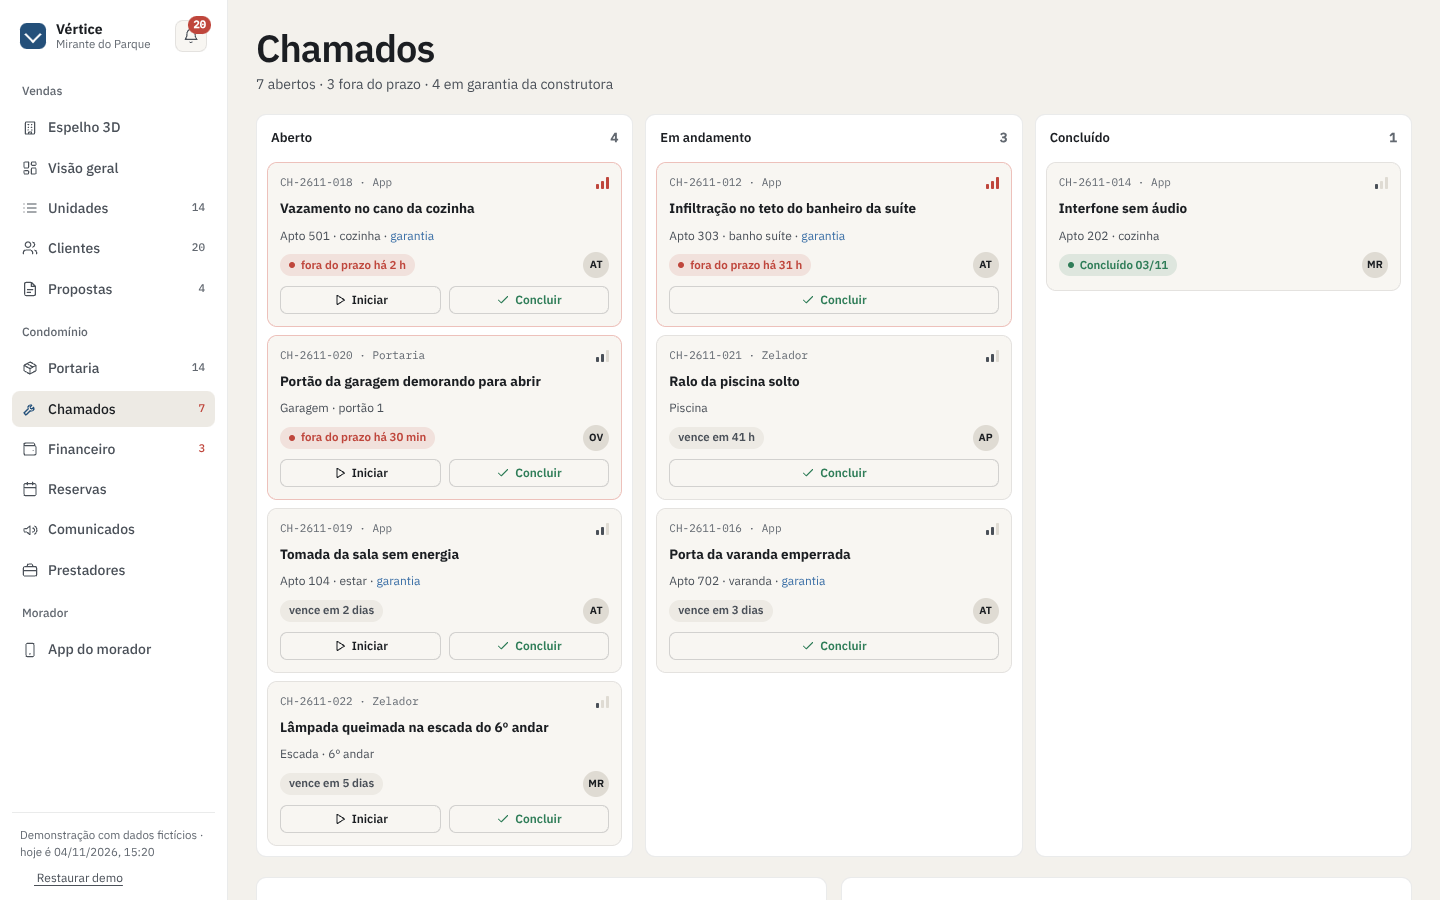 Vértice
Mirante do Parque
20
Vendas
Espelho 3D
Visão geral
Unidades 14
Clientes 20
Propostas 4
Condomínio
Portaria 14
Chamados 7
Financeiro 3
Reservas
Comunicados
Prestadores
Morador
App do morador
Demonstração com dados fictícios ·
hoje é 04/11/2026, 15:20
Restaurar demo
Chamados
7 abertos · 3 fora do prazo · 4 em garantia da construtora
Aberto 4
CH-2611-018 · App
Vazamento no cano da cozinha
Apto 501 · cozinha · garantia
fora do prazo há 2 h AT
Iniciar Concluir
CH-2611-020 · Portaria
Portão da garagem demorando para abrir
Garagem · portão 1
fora do prazo há 30 min OV
Iniciar Concluir
CH-2611-019 · App
Tomada da sala sem energia
Apto 104 · estar · garantia
vence em 2 dias AT
Iniciar Concluir
CH-2611-022 · Zelador
Lâmpada queimada na escada do 6º andar
Escada · 6º andar
vence em 5 dias MR
Iniciar Concluir
Em andamento 3
CH-2611-012 · App
Infiltração no teto do banheiro da suíte
Apto 303 · banho suíte · garantia
fora do prazo há 31 h AT
Concluir
CH-2611-021 · Zelador
Ralo da piscina solto
Piscina
vence em 41 h AP
Concluir
CH-2611-016 · App
Porta da varanda emperrada
Apto 702 · varanda · garantia
vence em 3 dias AT
Concluir
Concluído 1
CH-2611-014 · App
Interfone sem áudio
Apto 202 · cozinha
Concluído 03/11 MR